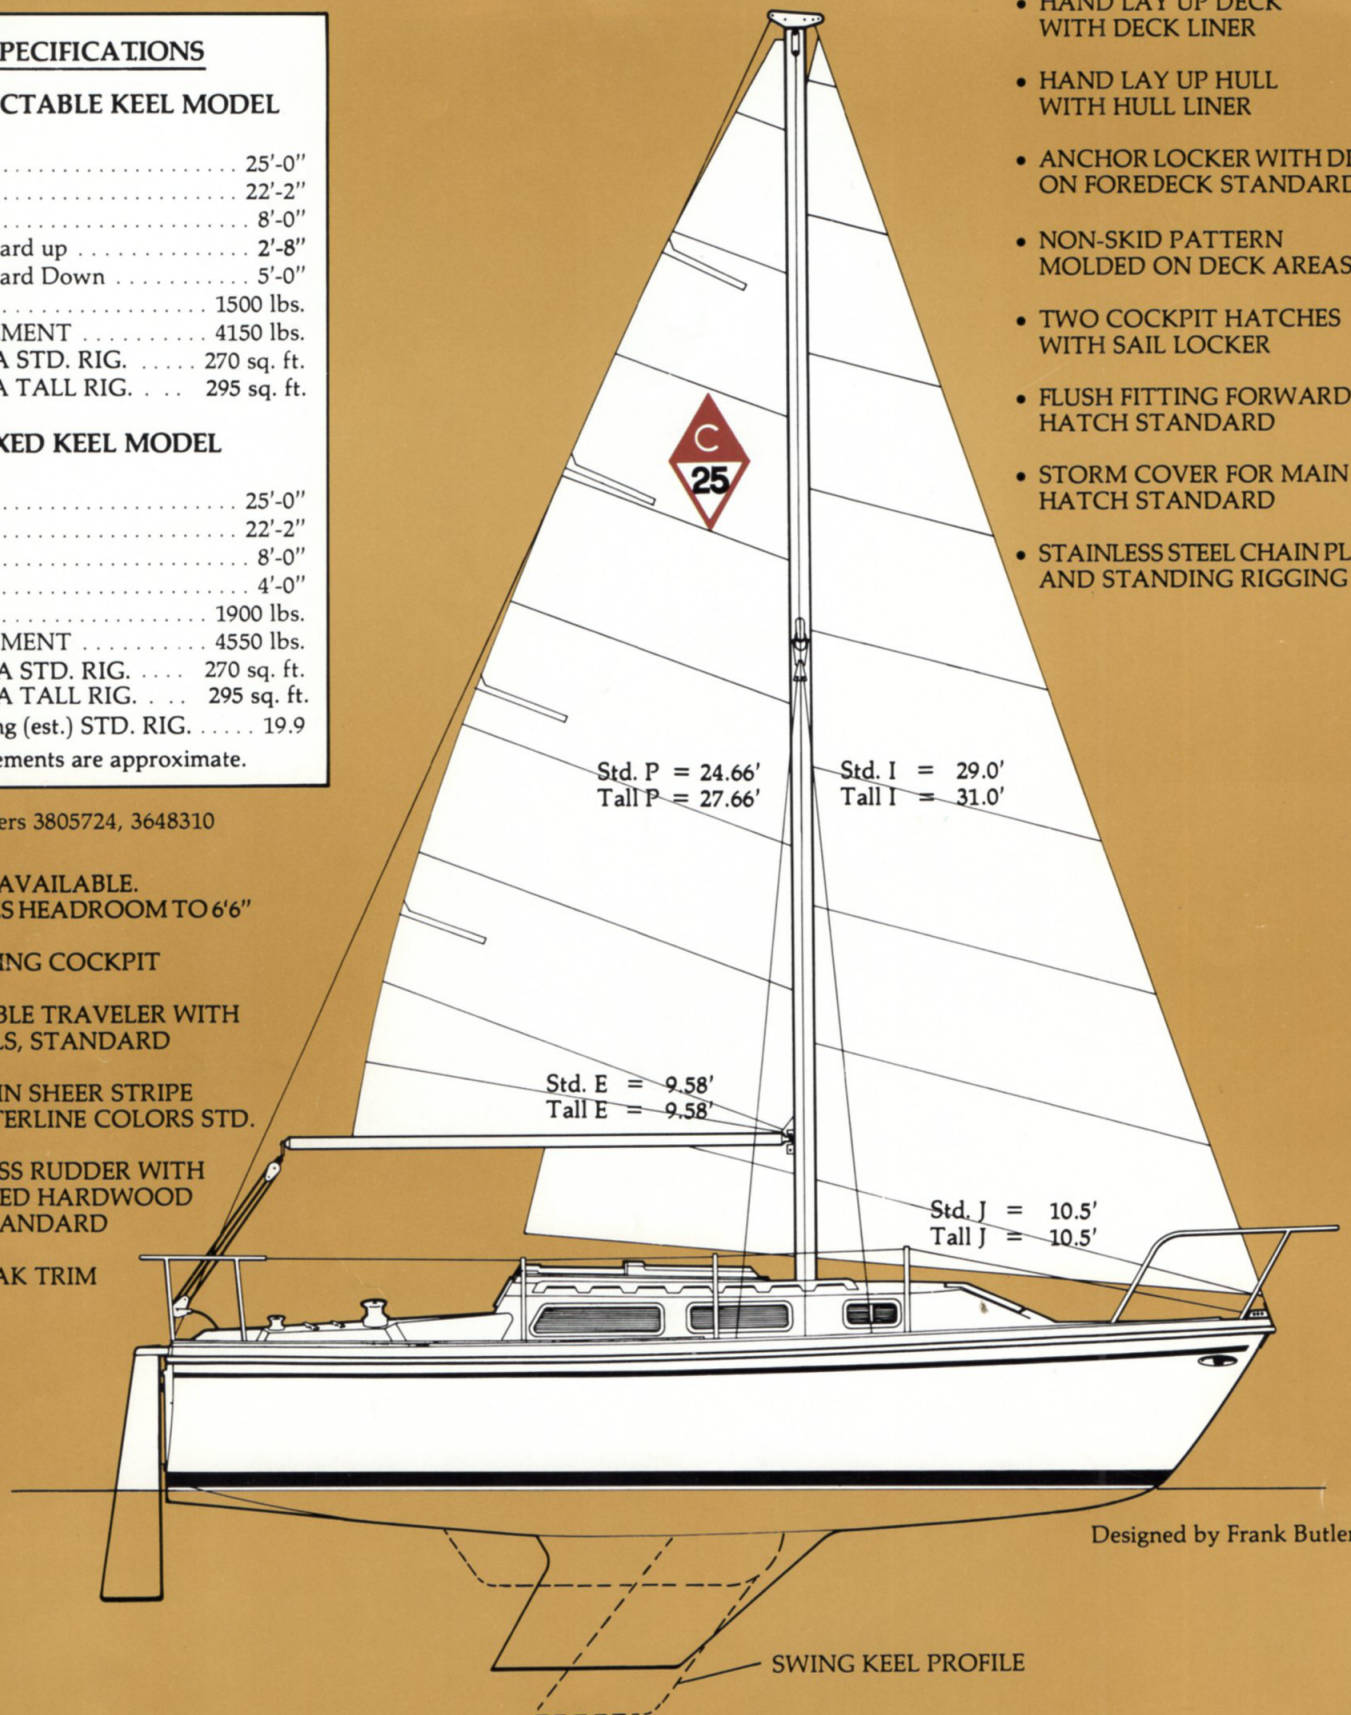 PECIFICATIONS
CTABLE KEEL MODEL
25'-0"
22'-2"
8'-0"
ard up 2'-8"
ard Down 5'-0"
1500 lbs.
MENT 4150 lbs.
A STD. RIG. 270 sq. ft.
A TALL RIG. 295 sq. ft.
XED KEEL MODEL
25'-0"
22'-2"
8'-0"
4'-0"
1900 lbs.
MENT 4550 lbs.
A STD. RIG. 270 sq. ft.
A TALL RIG. 295 sq. ft.
ng (est.) STD. RIG. 19.9
ements are approximate.
ers 3805724, 3648310
AVAILABLE.
S HEADROOM TO 6'6"
ING COCKPIT
BLE TRAVELER WITH
LS, STANDARD
IN SHEER STRIPE
TERLINE COLORS STD.
SS RUDDER WITH
ED HARDWOOD
ANDARD
AK TRIM
C
25
Std. P = 24.66'
Tall P = 27.66'
Std. I = 29.0'
Tall I = 31.0'
Std. E = 9.58'
Tall E = 9.58'
Std. J = 10.5'
Tall J = 10.5'
• HAND LAY UP DECK
WITH DECK LINER
• HAND LAY UP HULL
WITH HULL LINER
• ANCHOR LOCKER WITH D
ON FOREDECK STANDARD
• NON-SKID PATTERN
MOLDED ON DECK AREAS
• TWO COCKPIT HATCHES
WITH SAIL LOCKER
• FLUSH FITTING FORWARD
HATCH STANDARD
• STORM COVER FOR MAIN
HATCH STANDARD
• STAINLESS STEEL CHAIN PL
AND STANDING RIGGING
Designed by Frank Butler
SWING KEEL PROFILE